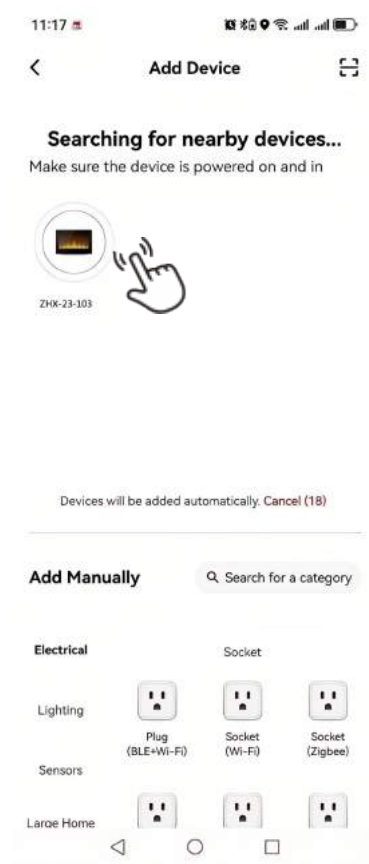 11:17
Add Device
Searching for nearby devices...
Make sure the device is powered on and in
ZHX-23-103
Devices will be added automatically. Cancel (18)
Add Manually
Search for a category
Electrical
Socket
Lighting
Plug
(BLE+Wi-Fi)
Socket
(Wi-Fi)
Socket
(Zigbee)
Sensors
Large Home